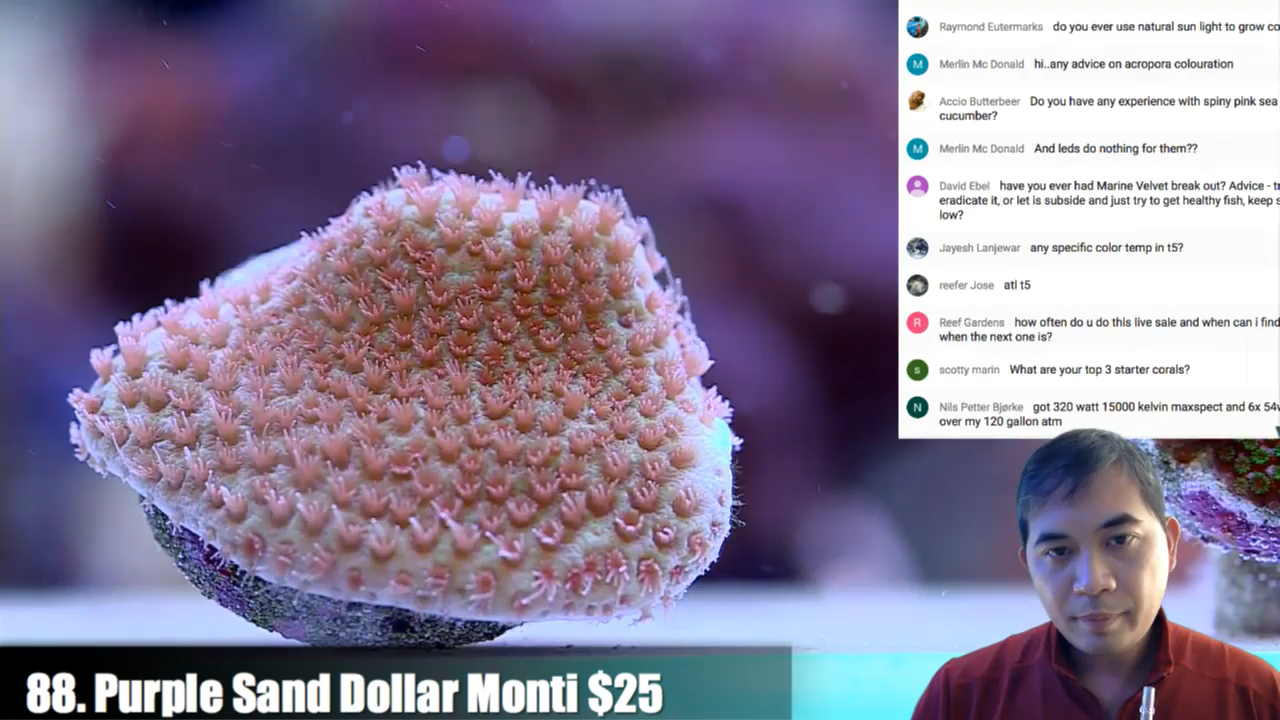 Raymond Eutermarks do you ever use natural sun light to grow
M Merlin Mc Donald hi..any advice on acropora colouration
Accio Butterbeer Do you have any experience with spiny pink sea
cucumber?
M Merlin Mc Donald And leds do nothing for them??
David Ebel have you ever had Marine Velvet break out? Advice -
eradicate it, or let is subside and just try to get healthy fish, keep
low?
Jayesh Lanjewar any specific color temp in t5?
reefer Jose atl t5
R Reef Gardens how often do u do this live sale and when can i find
when the next one is?
s scotty marin What are your top 3 starter corals?
N Nils Petter Bjørke got 320 watt 15000 kelvin maxspect and 6x
over my 120 gallon atm
88. Purple Sand Dollar Monti $25